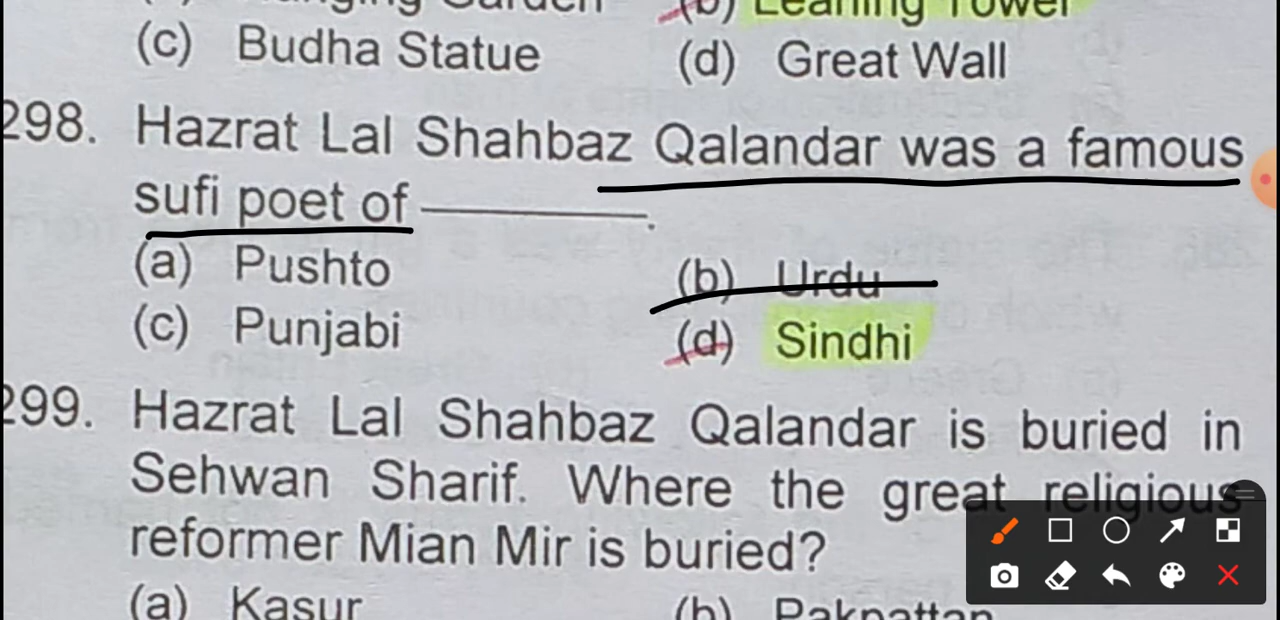 (b) Leaning Tower
(c) Budha Statue (d) Great Wall
298. Hazrat Lal Shahbaz Qalandar was a famous
sufi poet of ________.
(a) Pushto (b) Urdu
(c) Punjabi (d) Sindhi
299. Hazrat Lal Shahbaz Qalandar is buried in
Sehwan Sharif. Where the great religious
reformer Mian Mir is buried?
(a) Kasur (b) Pakpattan